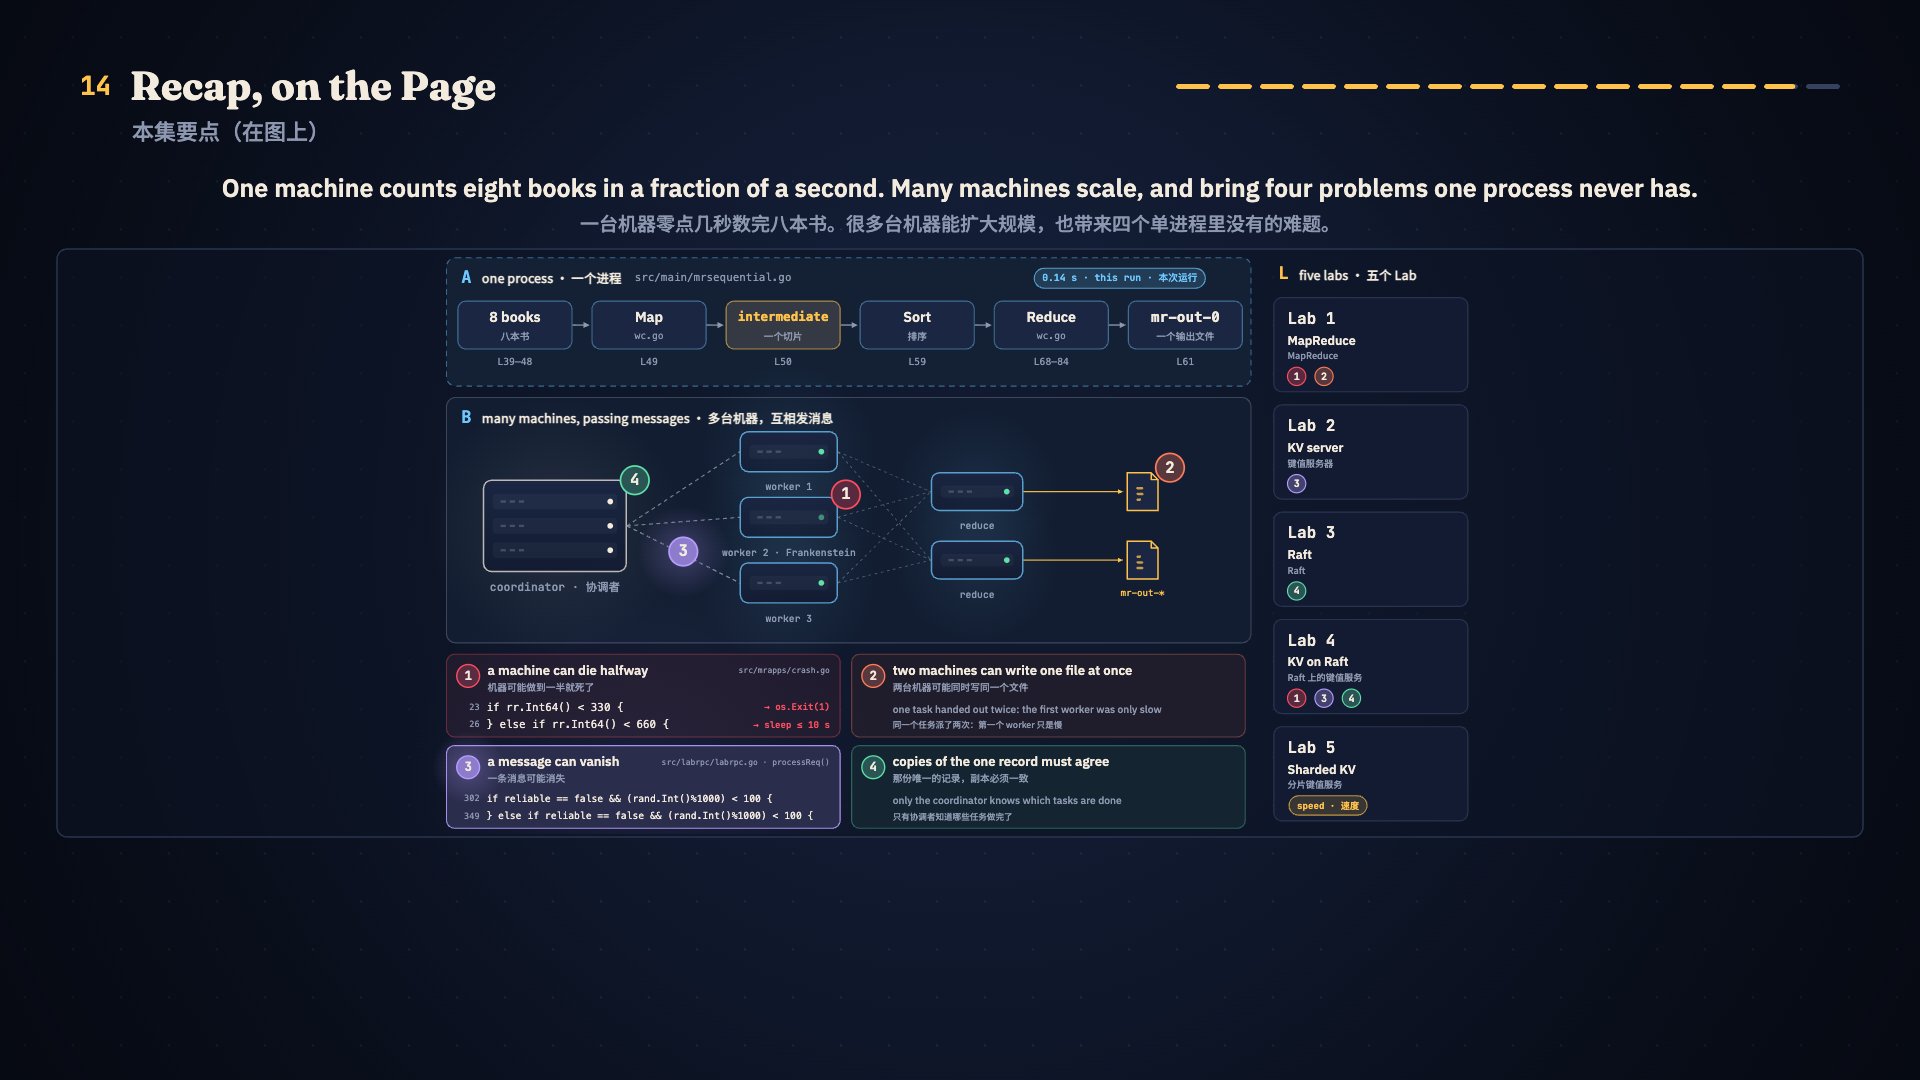 14 Recap, on the Page
本集要点（在图上）
One machine counts eight books in a fraction of a second. Many machines scale, and bring four problems one process never has.
一台机器零点几秒数完八本书。很多台机器能扩大规模，也带来四个单进程里没有的难题。
A one process • 一个进程 src/main/mrsequential.go
0.14 s · this run · 本次运行
8 books
八本书
L39–48
Map
wc.go
L49
intermediate
一个切片
L50
Sort
排序
L59
Reduce
wc.go
L68–84
mr-out-0
一个输出文件
L61
B many machines, passing messages • 多台机器，互相发消息
4
coordinator · 协调者
3
worker 1
1
worker 2 · Frankenstein
worker 3
reduce
reduce
2
mr-out-*
1 a machine can die halfway src/mrapps/crash.go
机器可能做到一半就死了
23 if rr.Int64() < 330 { → os.Exit(1)
26 } else if rr.Int64() < 660 { → sleep ≤ 10 s
2 two machines can write one file at once
两台机器可能同时写同一个文件
one task handed out twice: the first worker was only slow
同一个任务派了两次：第一个 worker 只是慢
3 a message can vanish src/labrpc/labrpc.go · processReq()
一条消息可能消失
302 if reliable == false && (rand.Int()%1000) < 100 {
349 } else if reliable == false && (rand.Int()%1000) < 100 {
4 copies of the one record must agree
那份唯一的记录，副本必须一致
only the coordinator knows which tasks are done
只有协调者知道哪些任务做完了
L five labs • 五个 Lab
Lab 1
MapReduce
MapReduce
1 2
Lab 2
KV server
键值服务器
3
Lab 3
Raft
Raft
4
Lab 4
KV on Raft
Raft 上的键值服务
1 3 4
Lab 5
Sharded KV
分片键值服务
speed · 速度